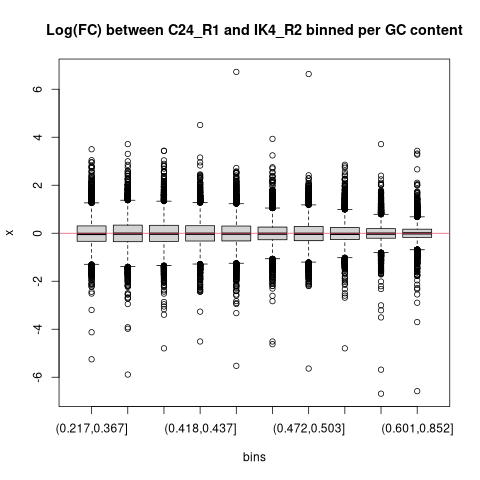 Log(FC) between C24_R1 and IK4_R2 binned per GC content
x
6
4
2
0
-2
-4
-6
(0.217,0.367] (0.418,0.437] (0.472,0.503] (0.601,0.852]
bins